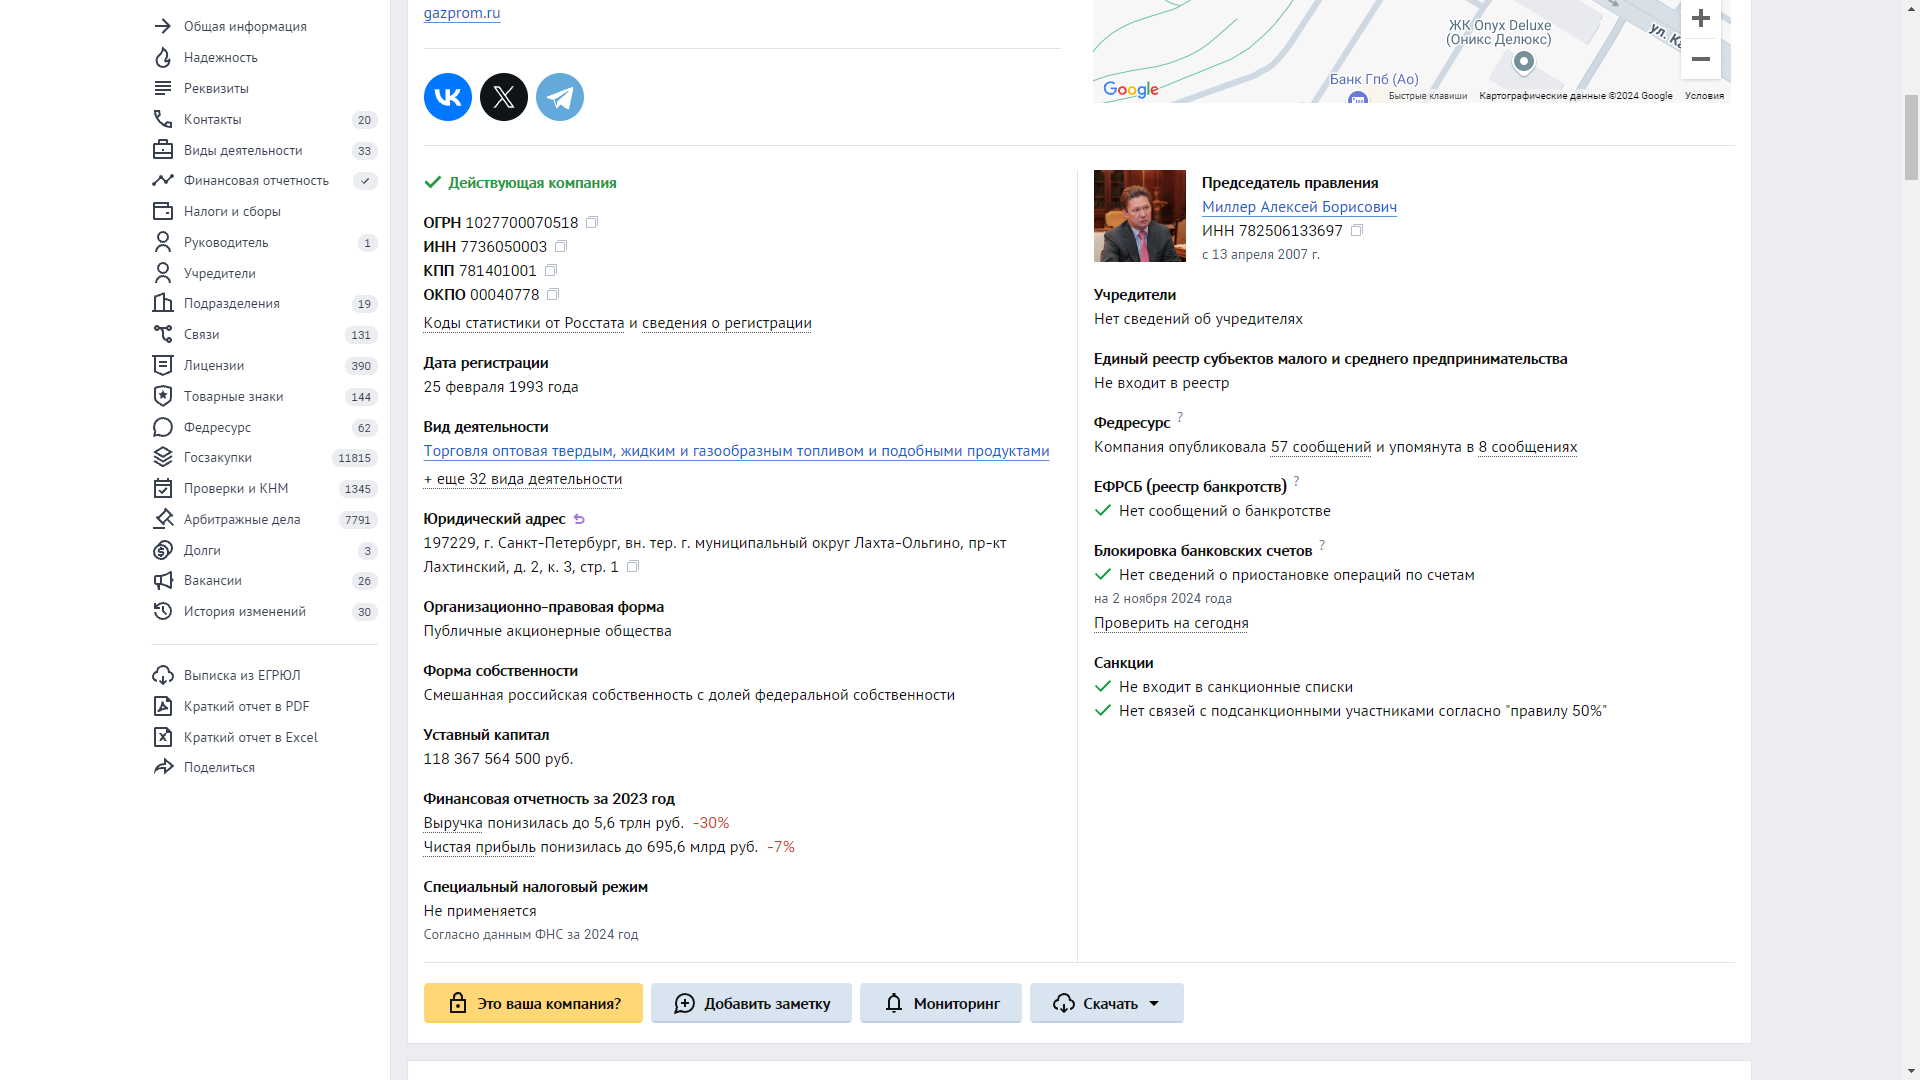 Общая информация
Надежность
Реквизиты
Контакты 20
Виды деятельности 33
Финансовая отчетность
Налоги и сборы
Руководитель 1
Учредители
Подразделения 19
Связи 131
Лицензии 390
Товарные знаки 144
Федресурс 62
Госзакупки 11815
Проверки и КНМ 1345
Арбитражные дела 7791
Долги 3
Вакансии 26
История изменений 30
Выписка из ЕГРЮЛ
Краткий отчет в PDF
Краткий отчет в Excel
Поделиться
gazprom.ru
ЖК Onyx Deluxe
(Оникс Делюкс)
Банк Гпб (Ао)
Google
Быстрые клавиши Картографические данные ©2024 Google Условия
Действующая компания
ОГРН 1027700070518
ИНН 7736050003
КПП 781401001
ОКПО 00040778
Коды статистики от Росстата и сведения о регистрации
Дата регистрации
25 февраля 1993 года
Вид деятельности
Торговля оптовая твердым, жидким и газообразным топливом и подобными продуктами
+ еще 32 вида деятельности
Юридический адрес
197229, г. Санкт-Петербург, вн. тер. г. муниципальный округ Лахта-Ольгино, пр-кт
Лахтинский, д. 2, к. 3, стр. 1
Организационно-правовая форма
Публичные акционерные общества
Форма собственности
Смешанная российская собственность с долей федеральной собственности
Уставный капитал
118 367 564 500 руб.
Финансовая отчетность за 2023 год
Выручка понизилась до 5,6 трлн руб. -30%
Чистая прибыль понизилась до 695,6 млрд руб. -7%
Специальный налоговый режим
Не применяется
Согласно данным ФНС за 2024 год
Председатель правления
Миллер Алексей Борисович
ИНН 782506133697
с 13 апреля 2007 г.
Учредители
Нет сведений об учредителях
Единый реестр субъектов малого и среднего предпринимательства
Не входит в реестр
Федресурс ?
Компания опубликовала 57 сообщений и упомянута в 8 сообщениях
ЕФРСБ (реестр банкротств) ?
Нет сообщений о банкротстве
Блокировка банковских счетов ?
Нет сведений о приостановке операций по счетам
на 2 ноября 2024 года
Проверить на сегодня
Санкции
Не входит в санкционные списки
Нет связей с подсанкционными участниками согласно "правилу 50%"
Это ваша компания?
Добавить заметку
Мониторинг
Скачать